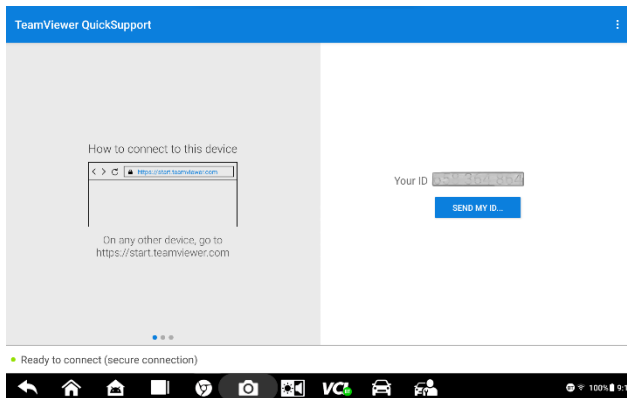 TeamViewer QuickSupport
How to connect to this device
https://start.teamviewer.com
On any other device, go to
https://start.teamviewer.com
Your ID
SEND MY ID...
Ready to connect (secure connection)
VCI
100%